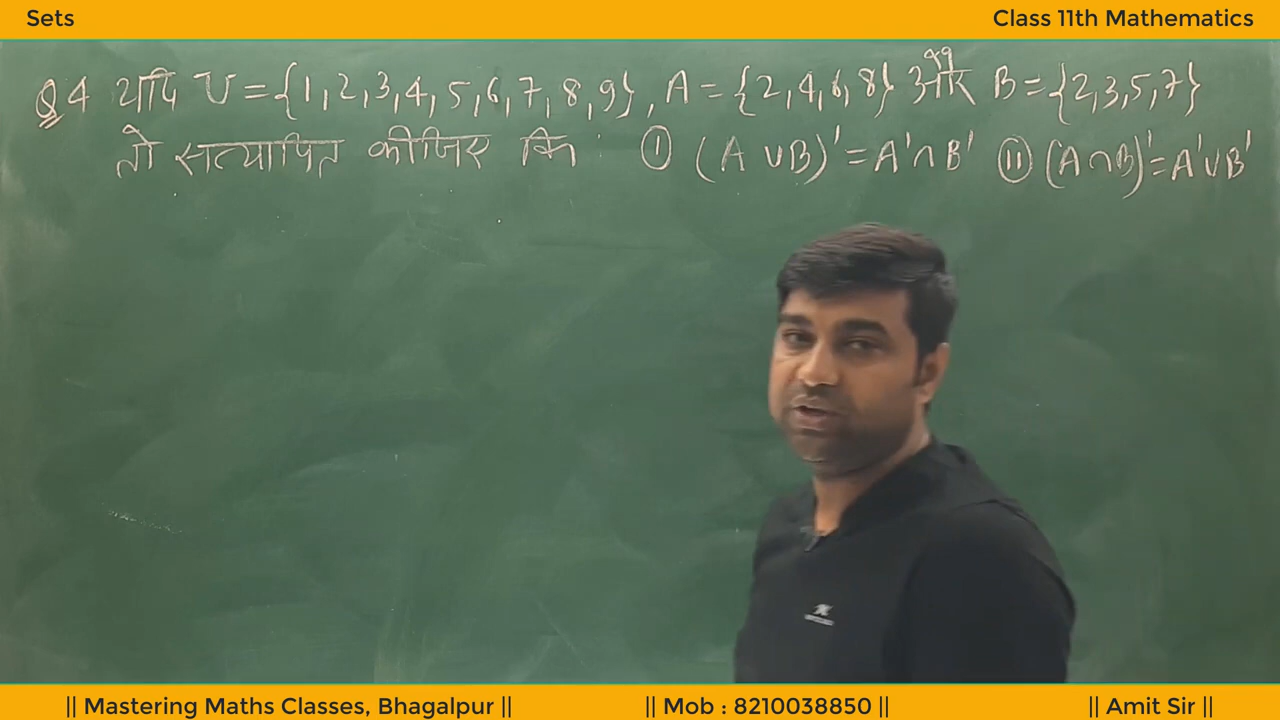 Sets
Class 11th Mathematics
Q4 यदि U = {1,2,3,4,5,6,7,8,9}, A = {2,4,6,8} और B = {2,3,5,7}
तो सत्यापित कीजिए कि (i) (A ∪ B)' = A' ∩ B' (ii) (A ∩ B)' = A' ∪ B'
|| Mastering Maths Classes, Bhagalpur ||
|| Mob : 8210038850 ||
|| Amit Sir ||